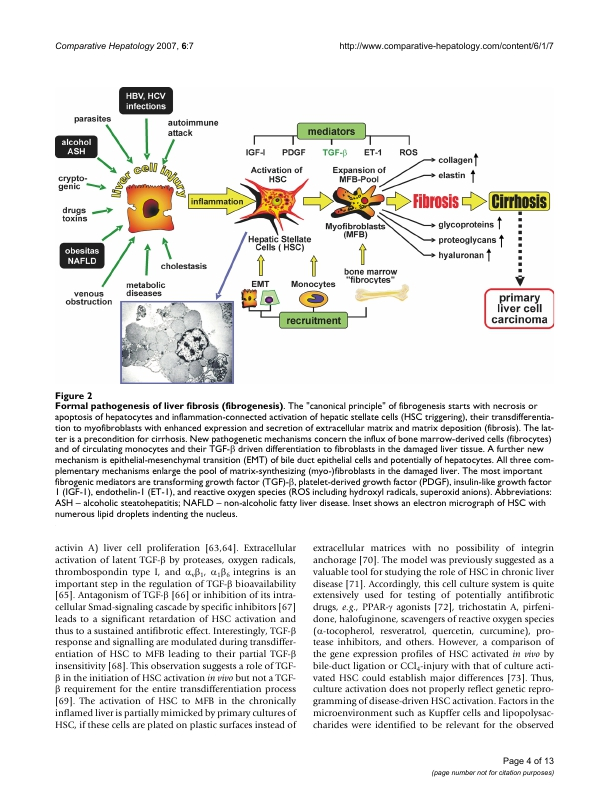 Comparative Hepatology 2007, 6:7
http://www.comparative-hepatology.com/content/6/1/7
HBV, HCV
infections
parasites
autoimmune
attack
alcohol
ASH
crypto-
genic
drugs
toxins
obesitas
NAFLD
venous
obstruction
metabolic
diseases
cholestasis
liver cell injury
inflammation
mediators
IGF-I PDGF TGF-β ET-1 ROS
Activation of
HSC
Expansion of
MFB-Pool
Hepatic Stellate
Cells ( HSC)
Myofibroblasts
(MFB)
collagen
elastin
Fibrosis
Cirrhosis
glycoproteins
proteoglycans
hyaluronan
EMT
Monocytes
bone marrow
"fibrocytes"
recruitment
primary
liver cell
carcinoma
Figure 2
Formal pathogenesis of liver fibrosis (fibrogenesis). The "canonical principle" of fibrogenesis starts with necrosis or
apoptosis of hepatocytes and inflammation-connected activation of hepatic stellate cells (HSC triggering), their transdifferentia-
tion to myofibroblasts with enhanced expression and secretion of extracellular matrix and matrix deposition (fibrosis). The lat-
ter is a precondition for cirrhosis. New pathogenetic mechanisms concern the influx of bone marrow-derived cells (fibrocytes)
and of circulating monocytes and their TGF-β driven differentiation to fibroblasts in the damaged liver tissue. A further new
mechanism is epithelial-mesenchymal transition (EMT) of bile duct epithelial cells and potentially of hepatocytes. All three com-
plementary mechanisms enlarge the pool of matrix-synthesizing (myo-)fibroblasts in the damaged liver. The most important
fibrogenic mediators are transforming growth factor (TGF)-β, platelet-derived growth factor (PDGF), insulin-like growth factor
1 (IGF-1), endothelin-1 (ET-1), and reactive oxygen species (ROS including hydroxyl radicals, superoxid anions). Abbreviations:
ASH – alcoholic steatohepatitis; NAFLD – non-alcoholic fatty liver disease. Inset shows an electron micrograph of HSC with
numerous lipid droplets indenting the nucleus.
activin A) liver cell proliferation [63,64]. Extracellular
activation of latent TGF-β by proteases, oxygen radicals,
thrombospondin type I, and αvβ3, α1β6 integrins is an
important step in the regulation of TGF-β bioavailability
[65]. Antagonism of TGF-β [66] or inhibition of its intra-
cellular Smad-signaling cascade by specific inhibitors [67]
leads to a significant retardation of HSC activation and
thus to a sustained antifibrotic effect. Interestingly, TGF-β
response and signalling are modulated during transdiffer-
entiation of HSC to MFB leading to their partial TGF-β
insensitivity [68]. This observation suggests a role of TGF-
β in the initiation of HSC activation in vivo but not a TGF-
β requirement for the entire transdifferentiation process
[69]. The activation of HSC to MFB in the chronically
inflamed liver is partially mimicked by primary cultures of
HSC, if these cells are plated on plastic surfaces instead of
extracellular matrices with no possibility of integrin
anchorage [70]. The model was previously suggested as a
valuable tool for studying the role of HSC in chronic liver
disease [71]. Accordingly, this cell culture system is quite
extensively used for testing of potential antifibrotic
drugs, e.g., PPAR-γ agonists [72], trichostatin A, pirfeni-
done, halofuginone, scavengers of reactive oxygen species
(α-tocopherol, resveratrol, quercetin, curcumine), pro-
tease inhibitors, and others. However, a comparison of
the gene expression profiles of HSC activated in vivo by
bile-duct ligation or CCl4-injury with that of culture acti-
vated HSC could establish major differences [73]. Thus,
culture activation does not properly reflect genetic repro-
gramming of disease-driven HSC activation. Factors in the
microenvironment such as Kupffer cells and lipopolysac-
charides were identified to be relevant for the observed
Page 4 of 13
(page number not for citation purposes)